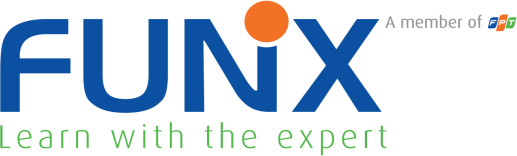 FUNiX
A member of FPT
Learn with the expert